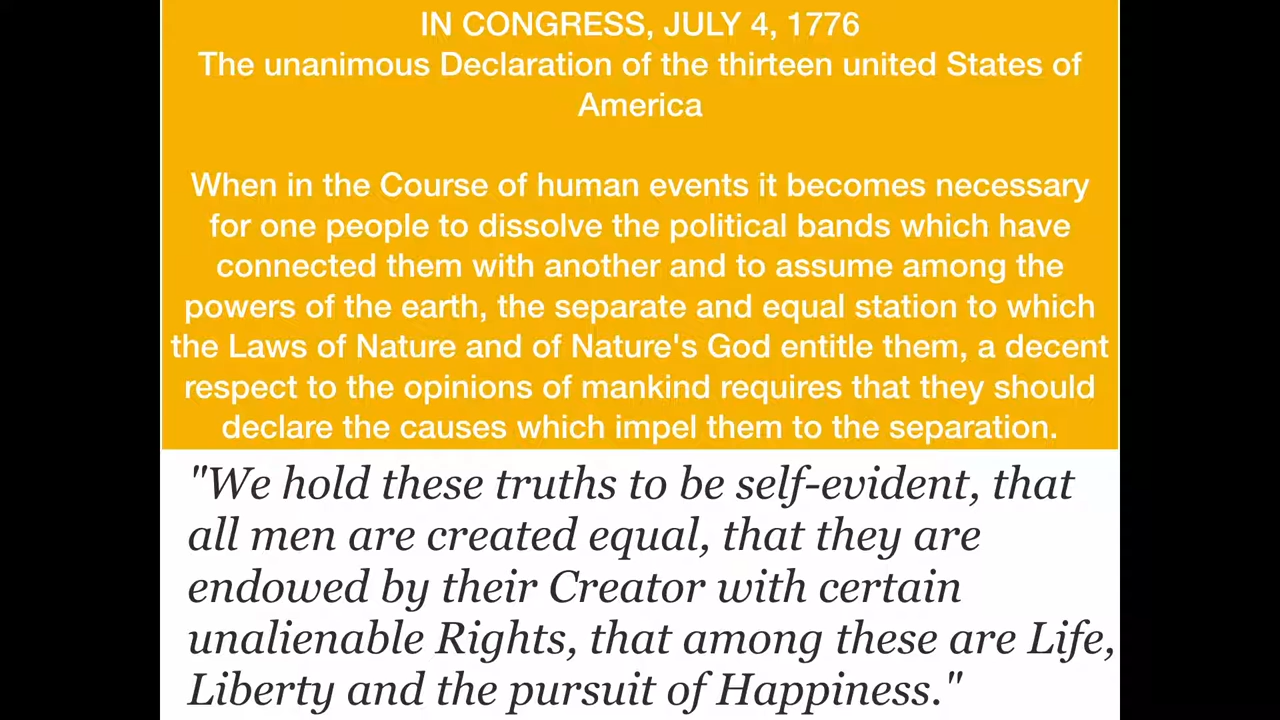 IN CONGRESS, JULY 4, 1776
The unanimous Declaration of the thirteen united States of
America
When in the Course of human events it becomes necessary
for one people to dissolve the political bands which have
connected them with another and to assume among the
powers of the earth, the separate and equal station to which
the Laws of Nature and of Nature's God entitle them, a decent
respect to the opinions of mankind requires that they should
declare the causes which impel them to the separation.
"We hold these truths to be self-evident, that
all men are created equal, that they are
endowed by their Creator with certain
unalienable Rights, that among these are Life,
Liberty and the pursuit of Happiness."